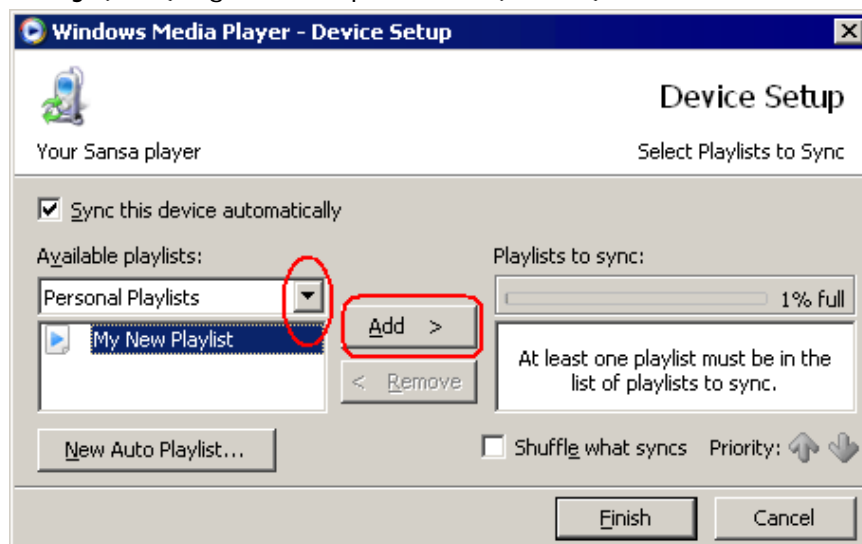 Windows Media Player - Device Setup
Device Setup
Your Sansa player
Select Playlists to Sync
Sync this device automatically
Available playlists:
Playlists to sync:
Personal Playlists
1% full
My New Playlist
Add >
At least one playlist must be in the
list of playlists to sync.
< Remove
New Auto Playlist...
Shuffle what syncs
Priority:
Finish
Cancel